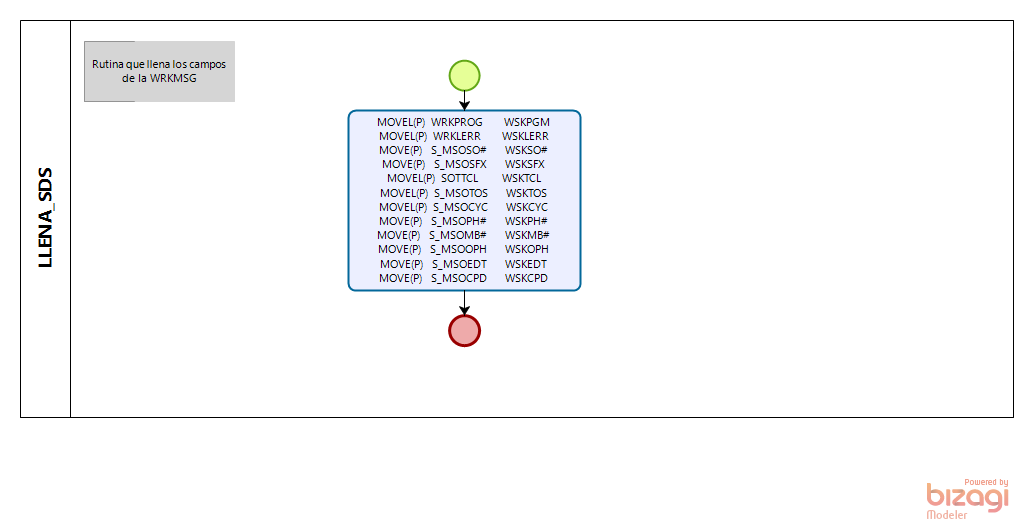 LLENA_SDS
Rutina que llena los campos
de la WRKMSG
MOVEL(P) WRKPROG WSKPGM
MOVEL(P) WRKLERR WSKLERR
MOVE(P) S_MSOSO# WSKSO#
MOVE(P) S_MSOSFX WSKSFX
MOVEL(P) SOTTCL WSKTCL
MOVEL(P) S_MSOTOS WSKTOS
MOVEL(P) S_MSOCYC WSKCYC
MOVE(P) S_MSOPH# WSKPH#
MOVE(P) S_MSOMB# WSKMB#
MOVE(P) S_MSOOPH WSKOPH
MOVE(P) S_MSOEDT WSKEDT
MOVE(P) S_MSOCPD WSKCPD
Powered by
bizagi
Modeler